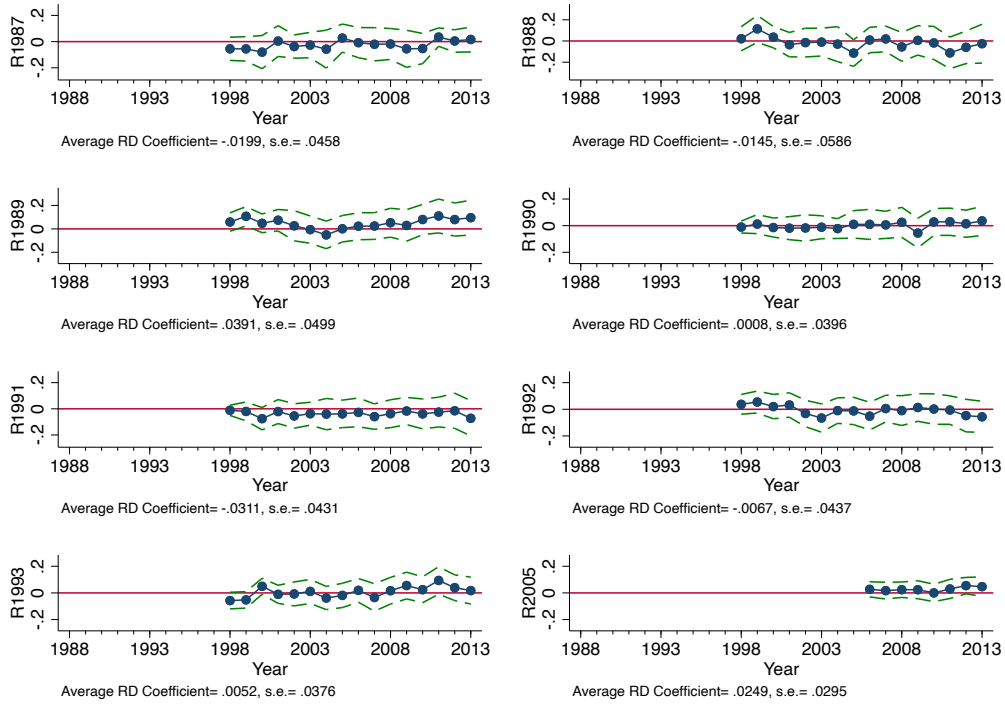 R1987
.2
0
-.2
1988 1993 1998 2003 2008 2013
Year
Average RD Coefficient= -.0199, s.e.= .0458
R1988
.2
0
-.2
1988 1993 1998 2003 2008 2013
Year
Average RD Coefficient= -.0145, s.e.= .0586
R1989
.2
0
-.2
1988 1993 1998 2003 2008 2013
Year
Average RD Coefficient= .0391, s.e.= .0499
R1990
.2
0
-.2
1988 1993 1998 2003 2008 2013
Year
Average RD Coefficient= .0008, s.e.= .0396
R1991
.2
0
-.2
1988 1993 1998 2003 2008 2013
Year
Average RD Coefficient= -.0311, s.e.= .0431
R1992
.2
0
-.2
1988 1993 1998 2003 2008 2013
Year
Average RD Coefficient= -.0067, s.e.= .0437
R1993
.2
0
-.2
1988 1993 1998 2003 2008 2013
Year
Average RD Coefficient= .0052, s.e.= .0376
R2005
.2
0
-.2
1988 1993 1998 2003 2008 2013
Year
Average RD Coefficient= .0249, s.e.= .0295